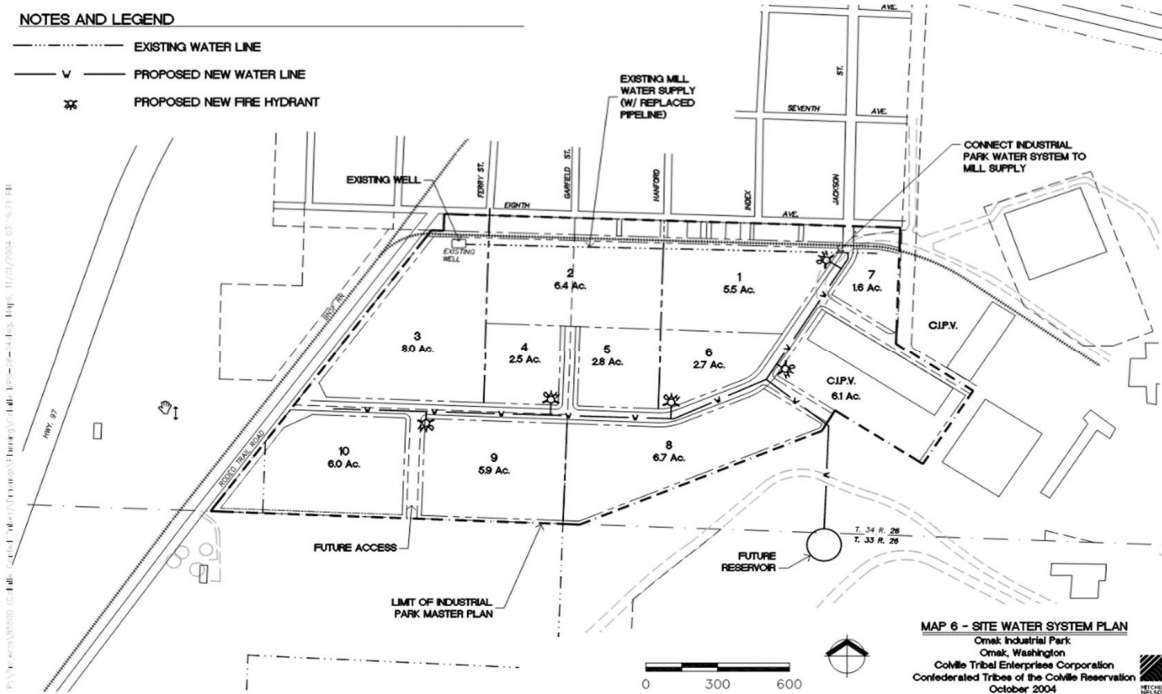 NOTES AND LEGEND
EXISTING WATER LINE
W
PROPOSED NEW WATER LINE
PROPOSED NEW FIRE HYDRANT
AVE.
ST.
EXISTING MILL
WATER SUPPLY
(W/ REPLACED
PIPELINE)
SEVENTH
AVE.
CONNECT INDUSTRIAL
PARK WATER SYSTEM TO
MILL SUPPLY
EXISTING WELL
FERRY ST.
GARFIELD ST.
HANFORD
INDEX
JACKSON
EIGHTH
AVE.
EXISTING
WELL
2
6.4 Ac.
1
5.5 Ac.
7
1.6 Ac.
BNSF RR
C.I.P.V.
3
8.0 Ac.
4
2.5 Ac.
5
2.8 Ac.
6
2.7 Ac.
C.I.P.V.
6.1 Ac.
HWY. 97
RODEO TRAIL ROAD
10
6.0 Ac.
9
5.9 Ac.
8
6.7 Ac.
T. 34 R. 26
T. 33 R. 26
FUTURE ACCESS
FUTURE
RESERVOIR
LIMIT OF INDUSTRIAL
PARK MASTER PLAN
MAP 6 - SITE WATER SYSTEM PLAN
Omak Industrial Park
Omak, Washington
Colville Tribal Enterprises Corporation
Confederated Tribes of the Colville Reservation
October 2004
0 300 600